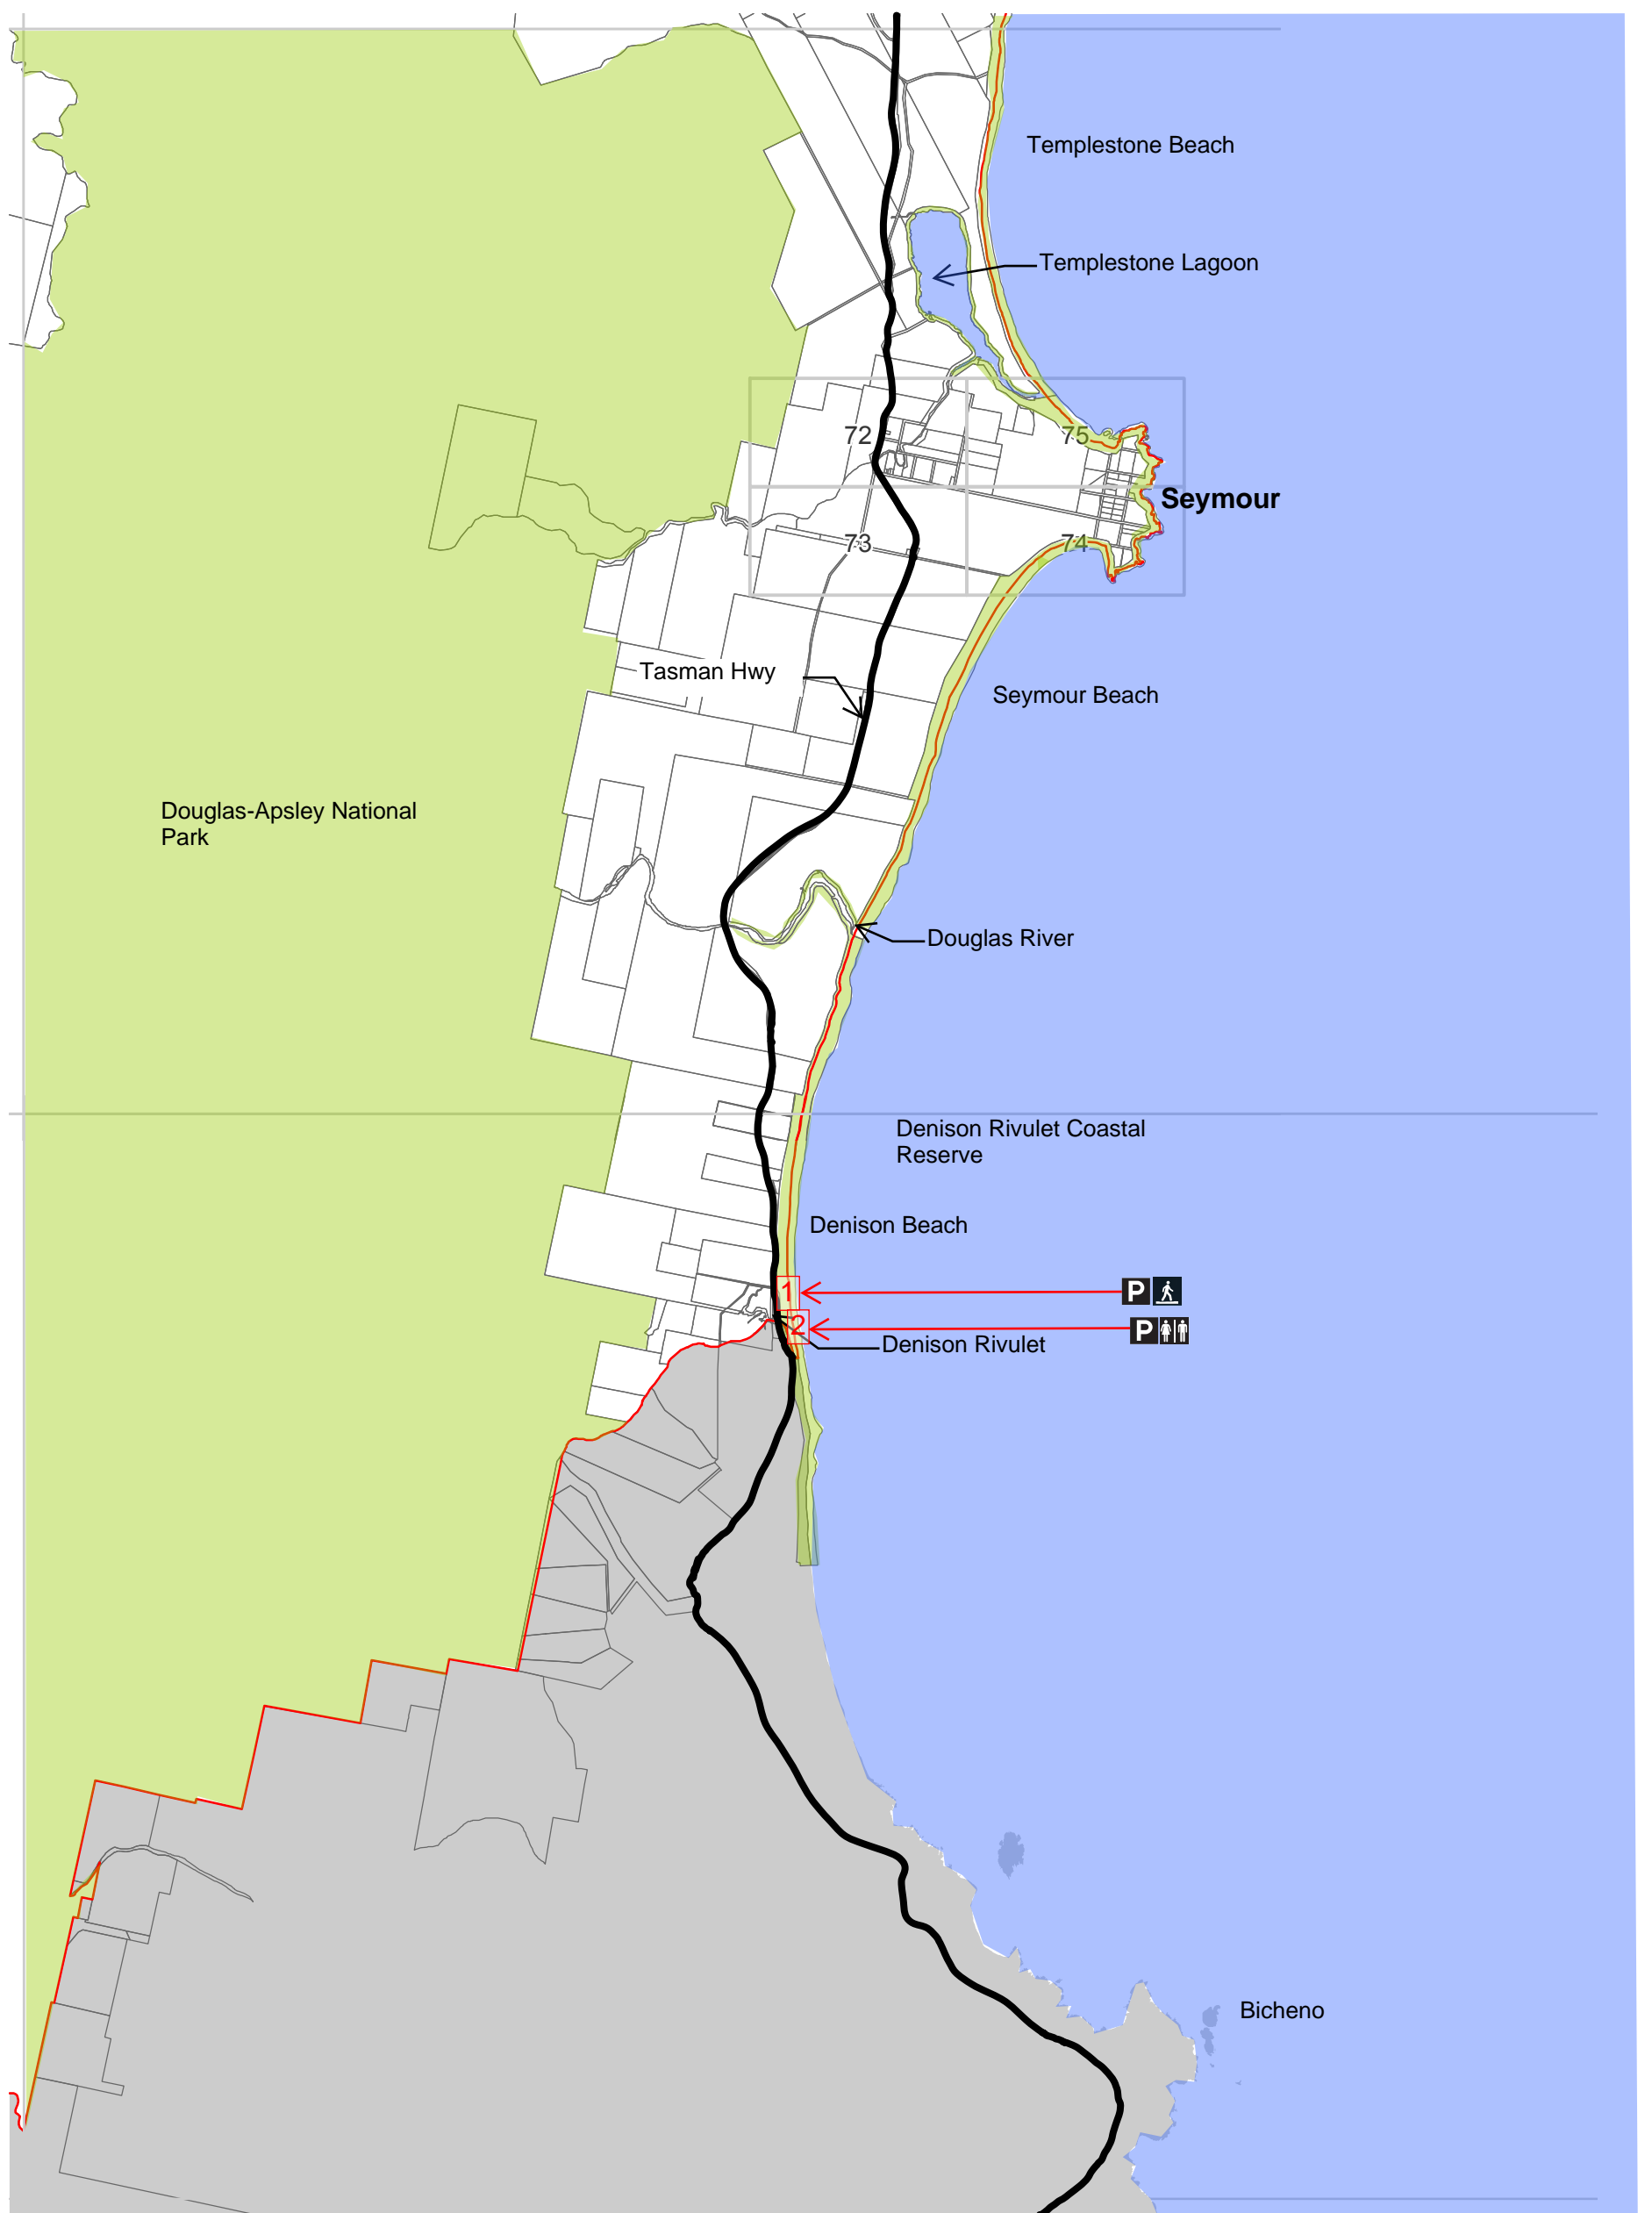 Templestone Beach
Templestone Lagoon
72
75
Seymour
73
74
Tasman Hwy
Seymour Beach
Douglas-Apsley National
Park
Douglas River
Denison Rivulet Coastal
Reserve
Denison Beach
1
P
2
P
Denison Rivulet
Bicheno